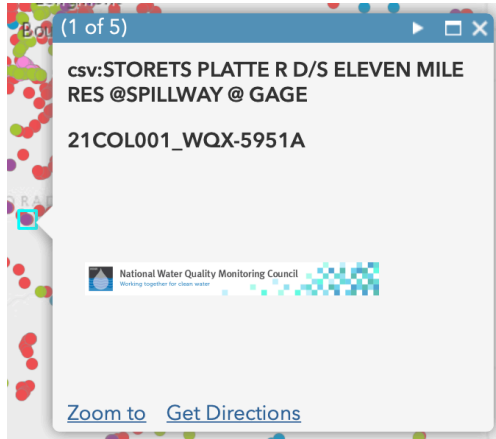 Bou
(1 of 5)
csv:STORETS PLATTE R D/S ELEVEN MILE
RES @SPILLWAY @ GAGE
21COL001_WQX-5951A
National Water Quality Monitoring Council
Working together for clean water
Zoom to Get Directions